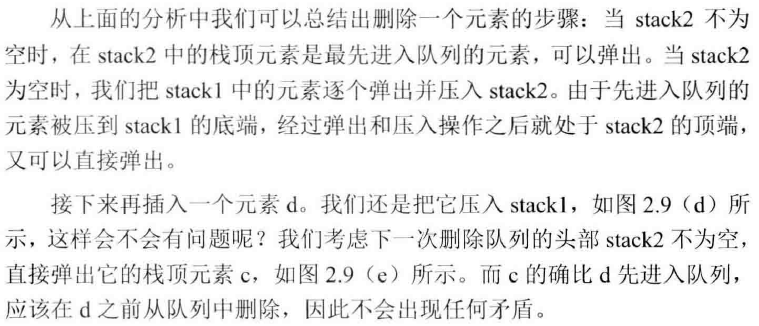 从上面的分析中我们可以总结出删除一个元素的步骤：当 stack2 不为
空时，在 stack2 中的栈顶元素是最先进入队列的元素，可以弹出。当 stack2
为空时，我们把 stack1 中的元素逐个弹出并压入 stack2。由于先进入队列的
元素被压到 stack1 的底端，经过弹出和压入操作之后就处于 stack2 的顶端，
又可以直接弹出。
接下来再插入一个元素 d。我们还是把它压入 stack1，如图 2.9（d）所
示，这样会不会有问题呢？我们考虑下一次删除队列的头部 stack2 不为空，
直接弹出它的栈顶元素 c，如图 2.9（e）所示。而 c 的确比 d 先进入队列，
应该在 d 之前从队列中删除，因此不会出现任何矛盾。